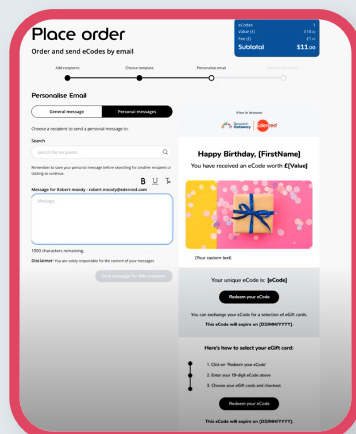 Place order
Order and send eCodes by email
eCodes 1
Value (£) £10.00
Fee (£)
Subtotal £11.00
Add recipients
Choose template
Personalise email
Personalise Email
General message
Personal messages
Choose a recipient to send a personal message to.
Search
Search for recipients
Remember to save your personal message before searching for another recipient or
clicking to continue.
B U
Message for Robert moody - robert.moody@edenred.com
Message
1000 characters remaining
Disclaimer: You are solely responsible for the content of your messages.
View in browser
Rewards
Gateway
Edenred
Happy Birthday, [FirstName]
You have received an eCode worth £[Value]
[Your custom text]
Your unique eCode is: [eCode]
Redeem your eCode
You can exchange your eCode for a selection of eGift cards.
This eCode will expire on [DD/MM/YYYY].
Here's how to select your eGift card:
1. Click on 'Redeem your eCode'
2. Enter your 19-digit eCode above
3. Choose your eGift cards and checkout
Redeem your eCode
This eCode will expire on [DD/MM/YYYY].